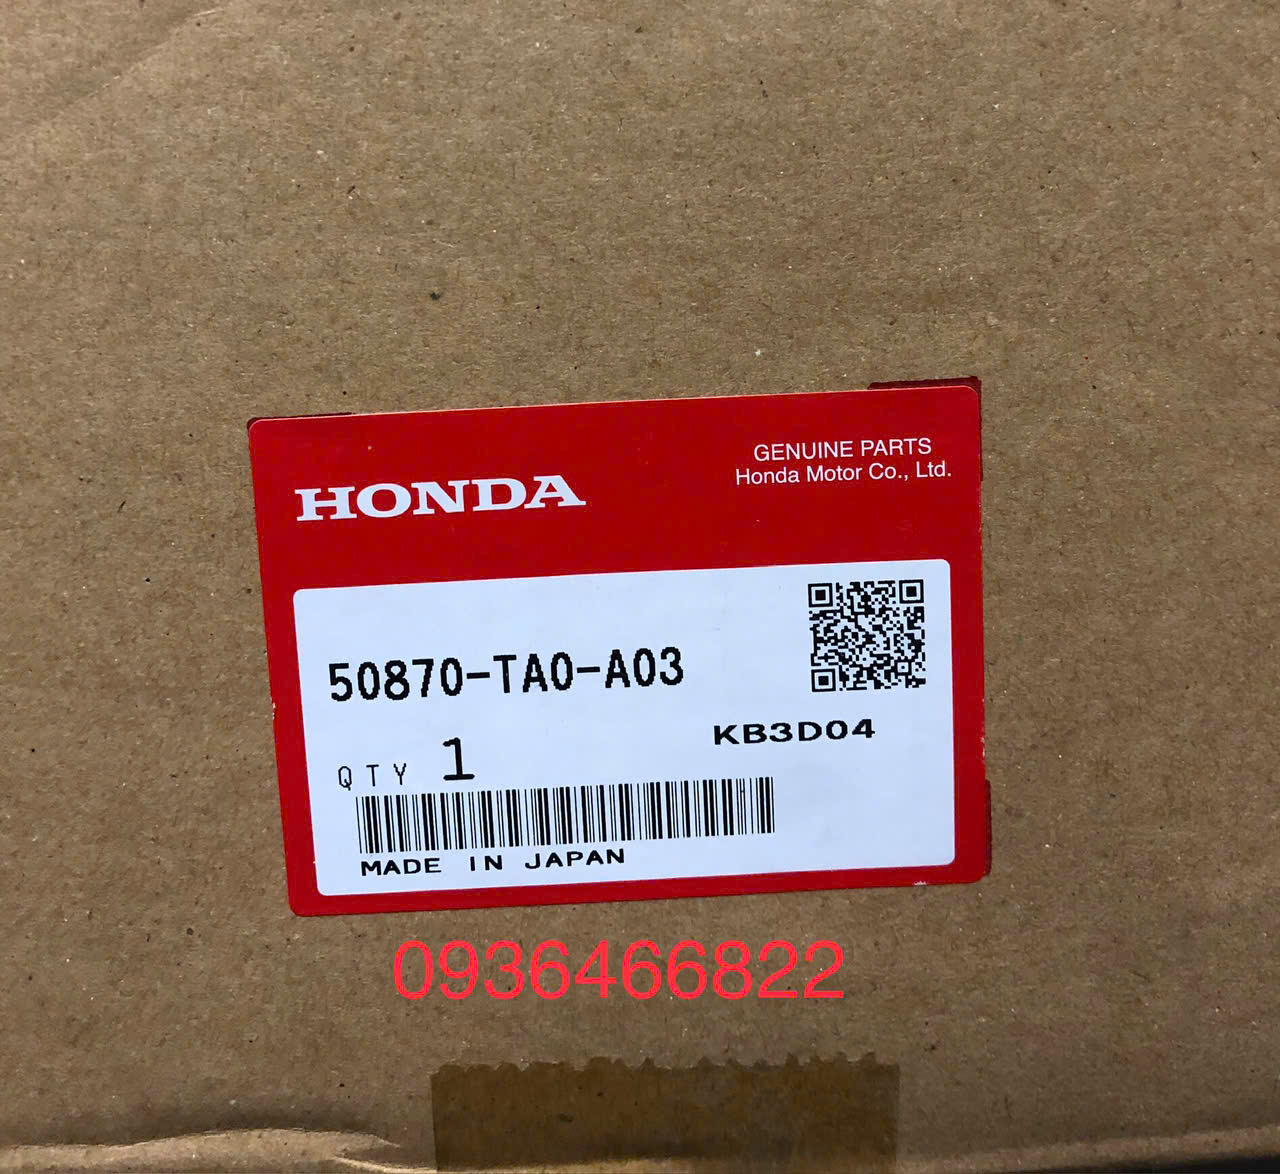 HONDA
GENUINE PARTS
Honda Motor Co., Ltd.
50870-TA0-A03
KB3D04
QTY 1
MADE IN JAPAN
0936466822